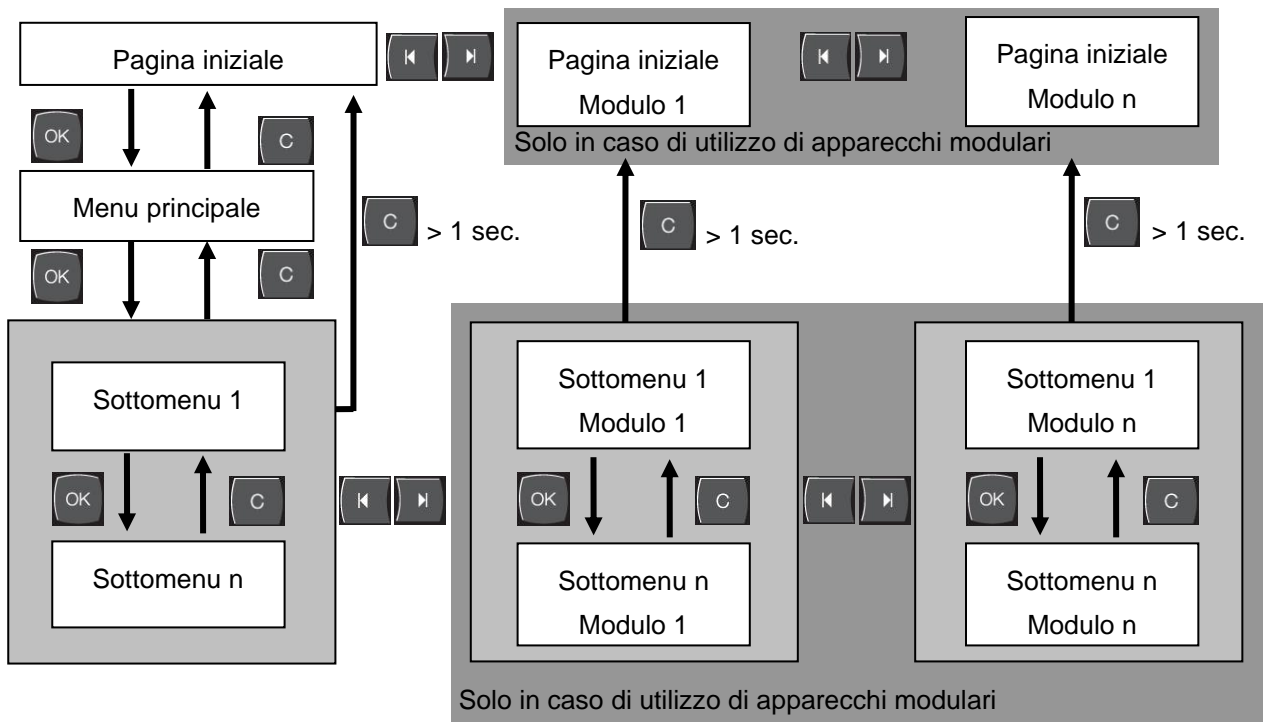 Pagina iniziale
Pagina iniziale
Modulo 1
Pagina iniziale
Modulo n
Solo in caso di utilizzo di apparecchi modulari
OK
C
Menu principale
C
> 1 sec.
C
> 1 sec.
C
> 1 sec.
OK
C
Sottomenu 1
Sottomenu 1
Modulo 1
Sottomenu 1
Modulo n
OK
C
OK
C
OK
C
Sottomenu n
Sottomenu n
Modulo 1
Sottomenu n
Modulo n
Solo in caso di utilizzo di apparecchi modulari